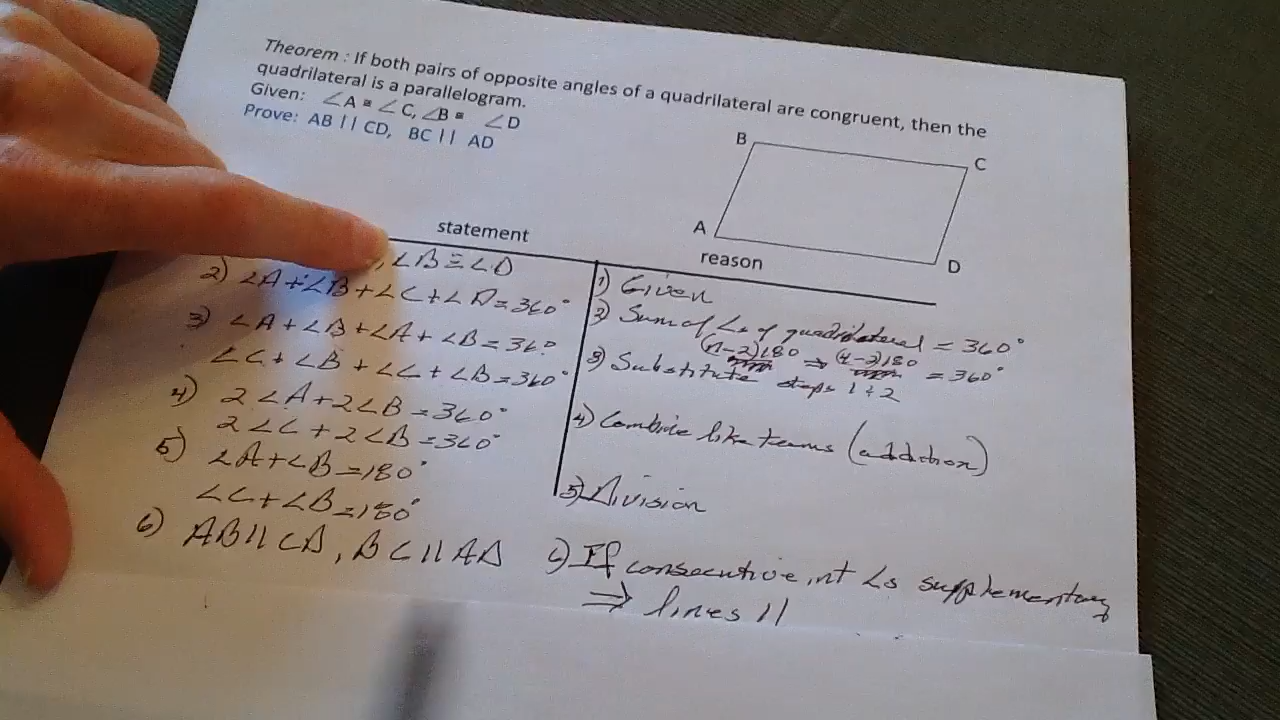 Theorem : If both pairs of opposite angles of a quadrilateral are congruent, then the
quadrilateral is a parallelogram.
Given: ∠A ≅ ∠C, ∠B ≅ ∠D
Prove: AB || CD, BC || AD
B
C
A
D
statement
reason
, ∠B ≅ ∠D
1) Given
2) ∠A + ∠B + ∠C + ∠D = 360°
2) Sum of ∠s of quadrilateral = 360°
(n-2)180 ⇒ (4-2)180 = 360°
3) ∠A + ∠B + ∠A + ∠B = 360
∠C + ∠B + ∠C + ∠B = 360°
3) Substitute steps 1 + 2
4) 2∠A + 2∠B = 360°
2∠C + 2∠B = 360°
4) Combine like terms (addition)
5) ∠A + ∠B = 180°
∠C + ∠B = 180°
5) Division
6) AB || CD, BC || AD
6) If consecutive int ∠s supplementary
⇒ lines ||